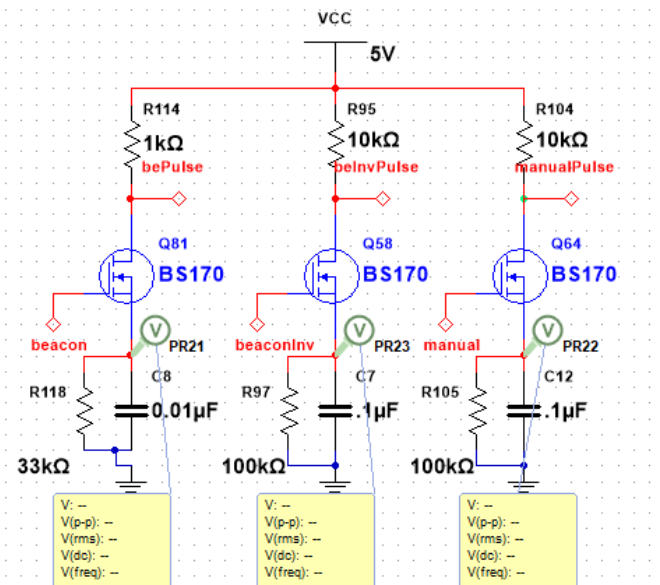 VCC
5V
R114
1kΩ
bePulse
R95
10kΩ
beInvPulse
R104
10kΩ
manualPulse
Q81
BS170
Q58
BS170
Q64
BS170
beacon
V
PR21
beaconInv
V
PR23
manual
V
PR22
R118
C8
0.01µF
33kΩ
R97
C7
.1µF
100kΩ
R105
C12
.1µF
100kΩ
V: --
V(p-p): --
V(rms): --
V(dc): --
V(freq): --
V: --
V(p-p): --
V(rms): --
V(dc): --
V(freq): --
V: --
V(p-p): --
V(rms): --
V(dc): --
V(freq): --